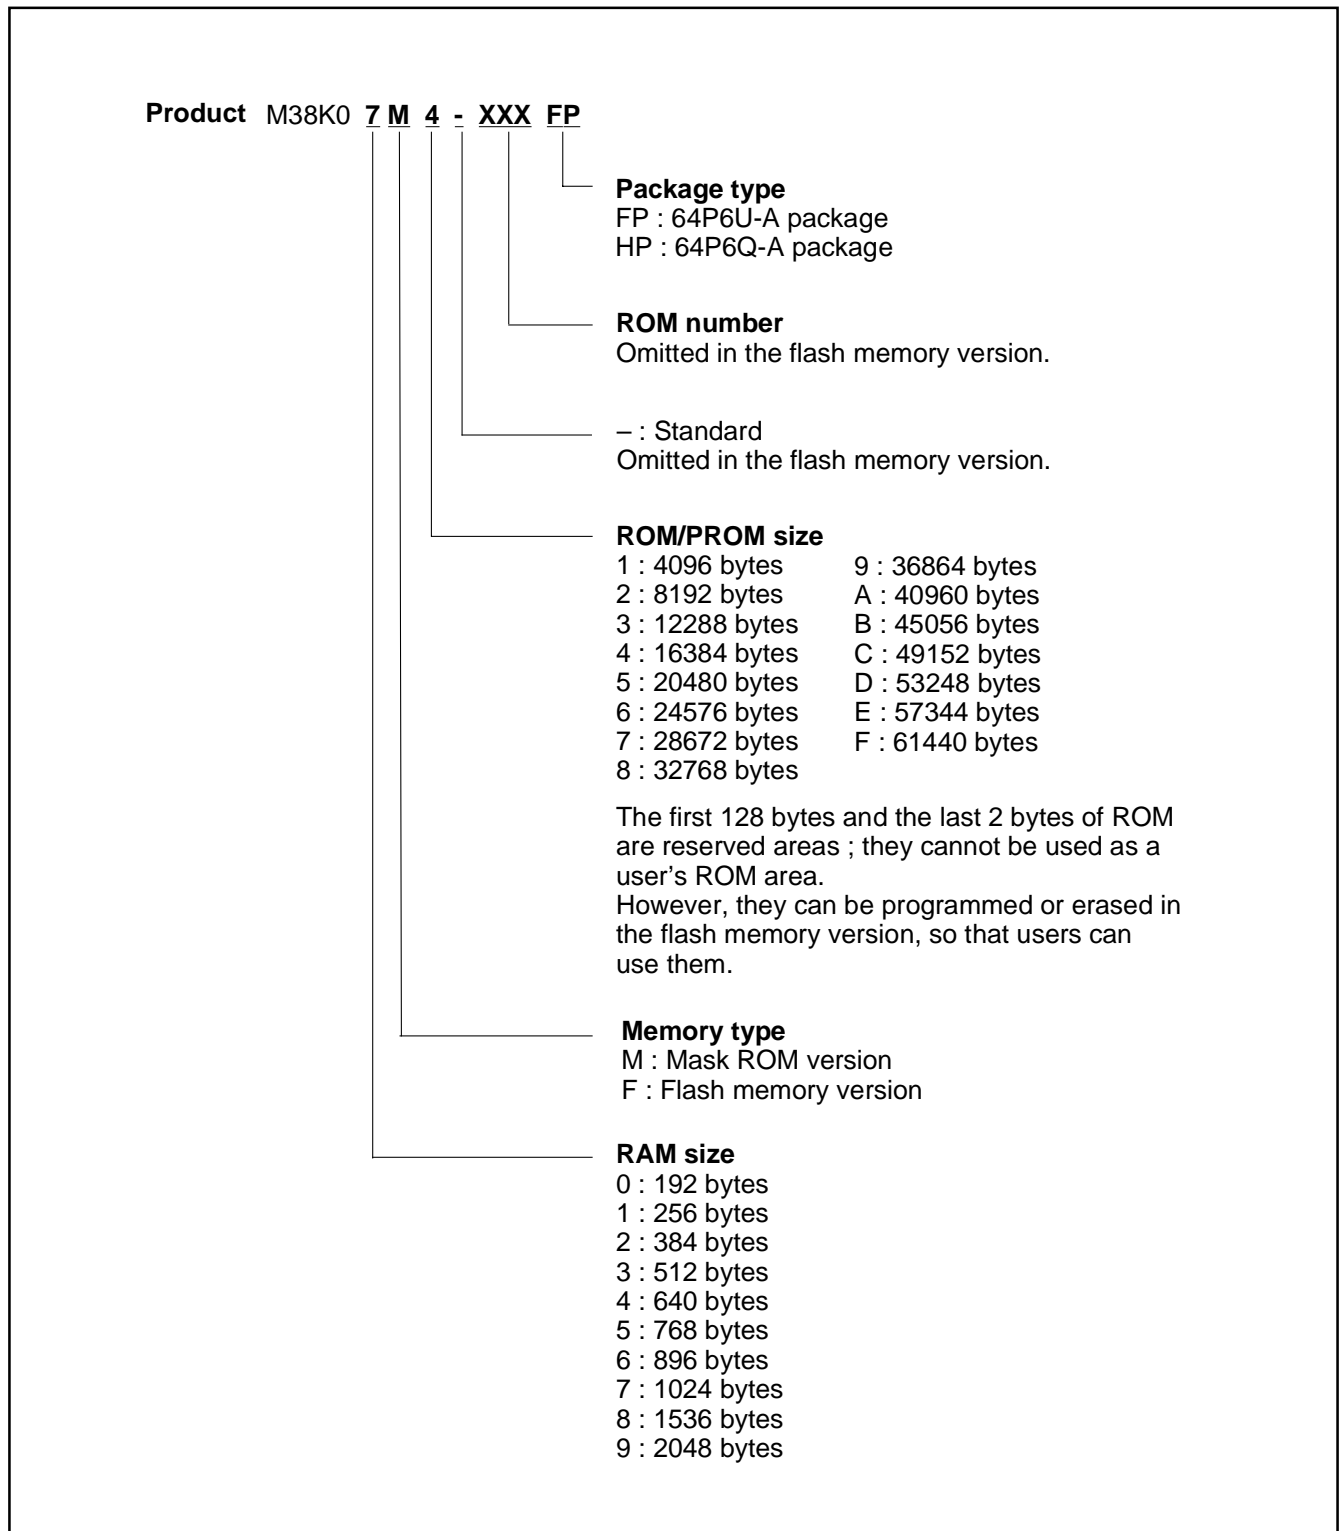 Product M38K0 7 M 4 - XXX FP
Package type
FP : 64P6U-A package
HP : 64P6Q-A package
ROM number
Omitted in the flash memory version.
– : Standard
Omitted in the flash memory version.
ROM/PROM size
1 : 4096 bytes
2 : 8192 bytes
3 : 12288 bytes
4 : 16384 bytes
5 : 20480 bytes
6 : 24576 bytes
7 : 28672 bytes
8 : 32768 bytes
9 : 36864 bytes
A : 40960 bytes
B : 45056 bytes
C : 49152 bytes
D : 53248 bytes
E : 57344 bytes
F : 61440 bytes
The first 128 bytes and the last 2 bytes of ROM
are reserved areas ; they cannot be used as a
user’s ROM area.
However, they can be programmed or erased in
the flash memory version, so that users can
use them.
Memory type
M : Mask ROM version
F : Flash memory version
RAM size
0 : 192 bytes
1 : 256 bytes
2 : 384 bytes
3 : 512 bytes
4 : 640 bytes
5 : 768 bytes
6 : 896 bytes
7 : 1024 bytes
8 : 1536 bytes
9 : 2048 bytes